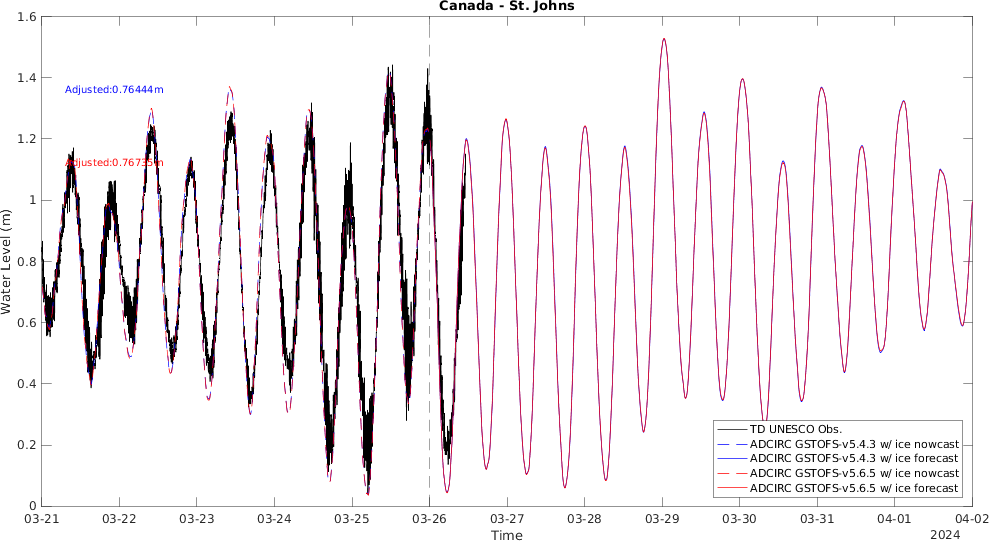 Canada - St. Johns
1.6
1.4
1.2
1
0.8
0.6
0.4
0.2
0
Water Level (m)
Adjusted:0.76444m
Adjusted:0.76735m
TD UNESCO Obs.
ADCIRC GSTOFS-v5.4.3 w/ ice nowcast
ADCIRC GSTOFS-v5.4.3 w/ ice forecast
ADCIRC GSTOFS-v5.6.5 w/ ice nowcast
ADCIRC GSTOFS-v5.6.5 w/ ice forecast
03-21 03-22 03-23 03-24 03-25 03-26 03-27 03-28 03-29 03-30 03-31 04-01 04-02
Time
2024